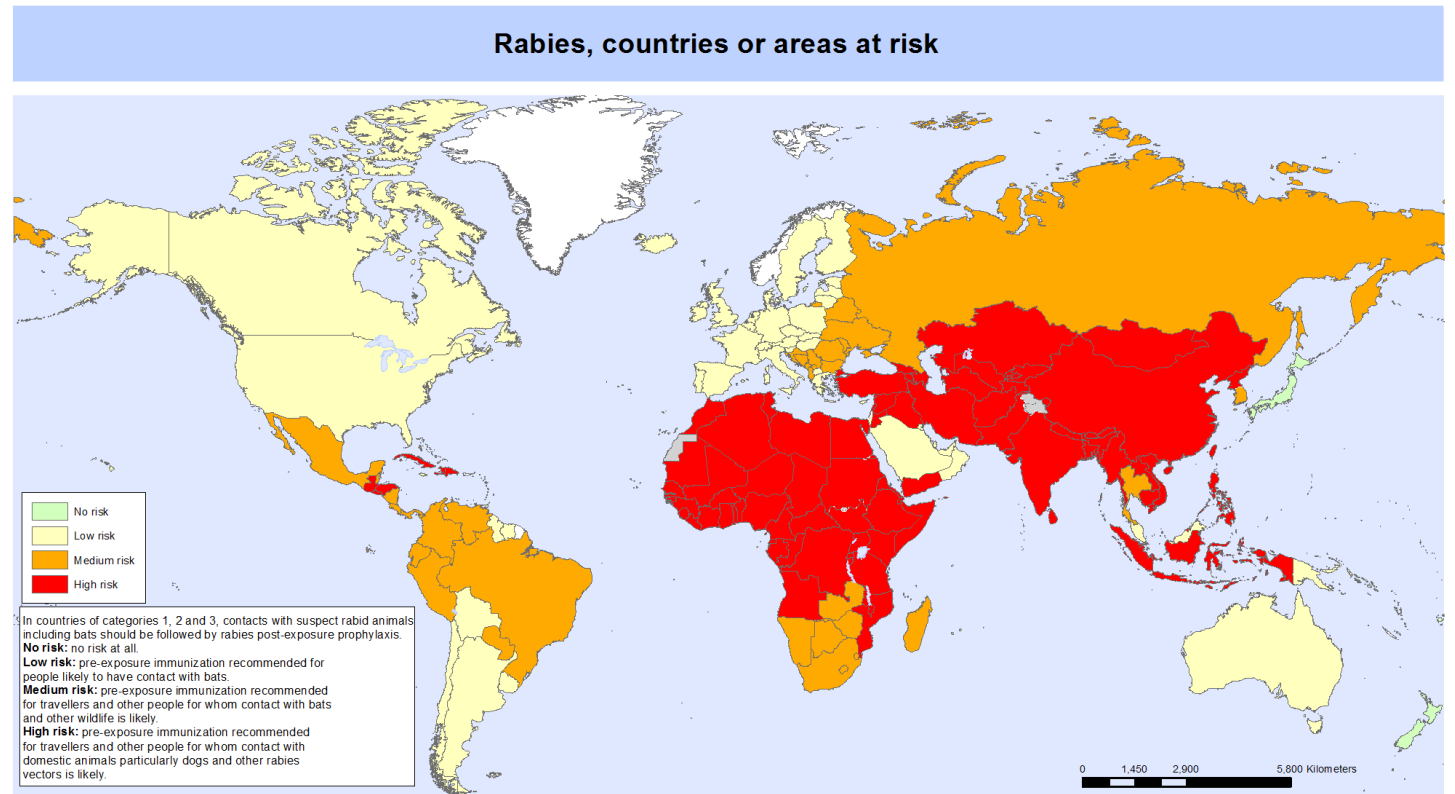 Rabies, countries or areas at risk
No risk
Low risk
Medium risk
High risk
In countries of categories 1, 2 and 3, contacts with suspect rabid animals
including bats should be followed by rabies post-exposure prophylaxis.
No risk: no risk at all.
Low risk: pre-exposure immunization recommended for
people likely to have contact with bats.
Medium risk: pre-exposure immunization recommended
for travellers and other people for whom contact with bats
and other wildlife is likely.
High risk: pre-exposure immunization recommended
for travellers and other people for whom contact with
domestic animals particularly dogs and other rabies
vectors is likely.
0 1,450 2,900 5,800 Kilometers